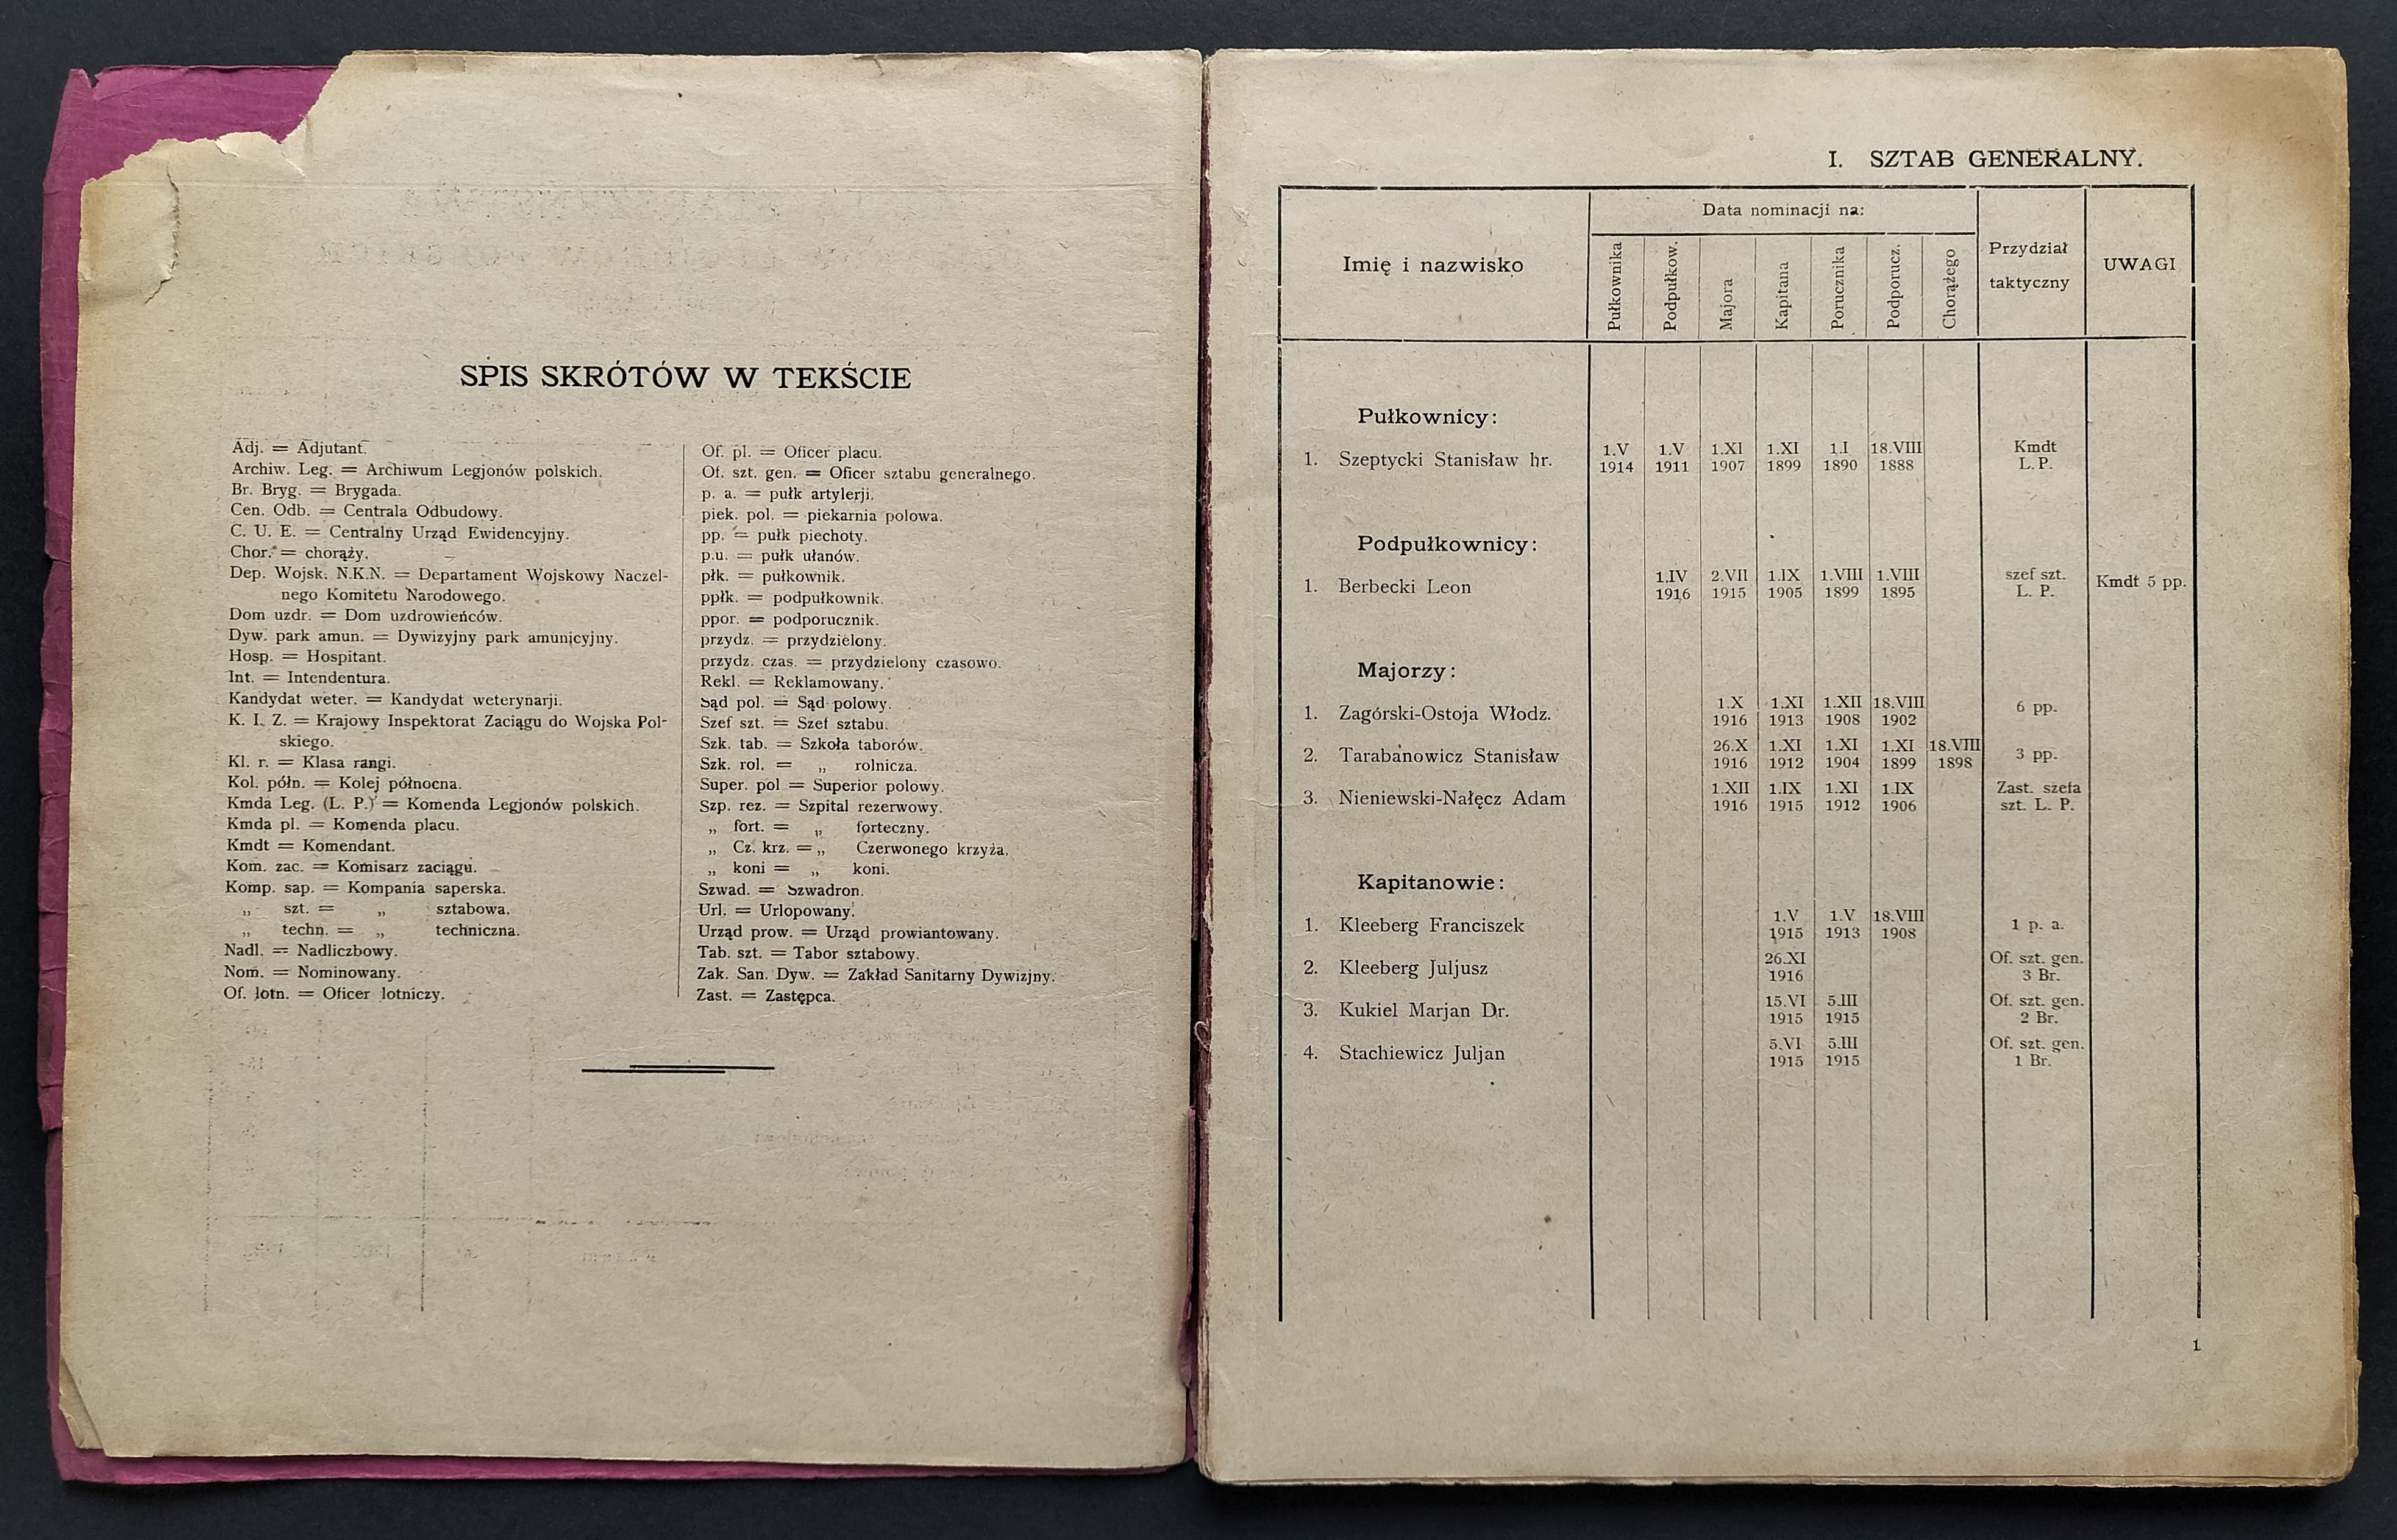 SPIS SKRÓTÓW W TEKŚCIE
Adj. = Adjutant.
Archiw. Leg. = Archiwum Legjonów polskich.
Br. Bryg. = Brygada.
Cen. Odb. = Centrala Odbudowy.
C. U. E. = Centralny Urząd Ewidencyjny.
Chor. = chorąży.
Dep. Wojsk. N.K.N. = Departament Wojskowy Naczel-
nego Komitetu Narodowego.
Dom uzdr. = Dom uzdrowieńców.
Dyw. park amun. = Dywizyjny park amunicyjny.
Hosp. = Hospitant.
Int. = Intendentura.
Kandydat weter. = Kandydat weterynarji.
K. I. Z. = Krajowy Inspektorat Zaciągu do Wojska Pol-
skiego.
Kl. r. = Klasa rangi.
Kol. półn. = Kolej północna.
Kmda Leg. (L. P.) = Komenda Legjonów polskich.
Kmda pl. = Komenda placu.
Kmdt = Komendant.
Kom. zac. = Komisarz zaciągu.
Komp. sap. = Kompania saperska.
„ szt. = „ sztabowa.
„ techn. = „ techniczna.
Nadl. = Nadliczbowy.
Nom. = Nominowany.
Of. lotn. = Oficer lotniczy.
Of. pl. = Oficer placu.
Of. szt. gen. = Oficer sztabu generalnego.
p. a. = pułk artylerji.
piek. pol. = piekarnia polowa.
pp. = pułk piechoty.
p.u. = pułk ułanów.
płk. = pułkownik.
ppłk. = podpułkownik.
ppor. = podporucznik.
przydz. = przydzielony.
przydz. czas. = przydzielony czasowo.
Rekl. = Reklamowany.
Sąd pol. = Sąd polowy.
Szef szt. = Szef sztabu.
Szk. tab. = Szkoła taborów.
Szk. rol. = „ rolnicza.
Super. pol = Superior polowy.
Szp. rez. = Szpital rezerwowy.
„ fort. = „ forteczny.
„ Cz. krz. = „ Czerwonego krzyża.
„ koni = „ koni.
Szwad. = Szwadron.
Url. = Urlopowany.
Urząd prow. = Urząd prowiantowany.
Tab. szt. = Tabor sztabowy.
Zak. San. Dyw. = Zakład Sanitarny Dywizjny.
Zast. = Zastępca.
I. SZTAB GENERALNY.
Imię i nazwisko
Data nominacji na:
Pułkownika
Podpułkow.
Majora
Kapitana
Porucznika
Podporucz.
Chorążego
Przydział
taktyczny
UWAGI
Pułkownicy:
1. Szeptycki Stanisław hr. 1.V 1.V 1.XI 1.XI 1.I 18.VIII Kmdt
1914 1911 1907 1899 1890 1888 L.P.
Podpułkownicy:
1. Berbecki Leon 1.IV 2.VII 1.IX 1.VIII 1.VIII szef szt. Kmdt 5 pp.
1916 1915 1905 1899 1895 L. P.
Majorzy:
1. Zagórski-Ostoja Włodz. 1.X 1.XI 1.XII 18.VIII 6 pp.
1916 1913 1908 1902
2. Tarabanowicz Stanisław 26.X 1.XI 1.XI 1.XI 18.VIII 3 pp.
1916 1912 1904 1899 1898
3. Nieniewski-Nałęcz Adam 1.XII 1.IX 1.XI 1.IX Zast. szefa
1916 1915 1912 1906 szt. L. P.
Kapitanowie:
1. Kleeberg Franciszek 1.V 1.V 18.VIII 1 p. a.
1915 1913 1908
2. Kleeberg Juljusz 26.XI Of. szt. gen.
1916 3 Br.
3. Kukiel Marjan Dr. 15.VI 5.III Of. szt. gen.
1915 1915 2 Br.
4. Stachiewicz Juljan 5.VI 5.III Of. szt. gen.
1915 1915 1 Br.
1